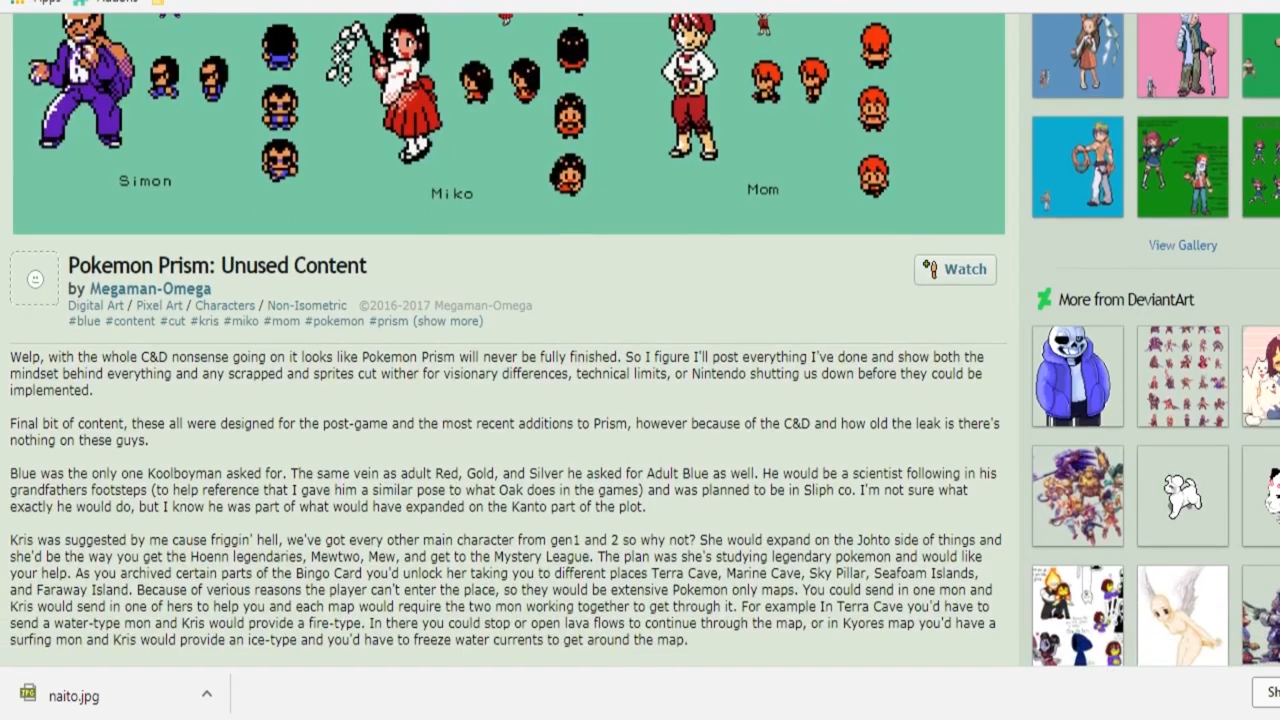 Apps Addons
Simon
Miko
Mom
View Gallery
Pokemon Prism: Unused Content
by Megaman-Omega
Watch
Digital Art / Pixel Art / Characters / Non-Isometric ©2016-2017 Megaman-Omega
#blue #content #cut #kris #miko #mom #pokemon #prism (show more)
More from DeviantArt
Welp, with the whole C&D nonsense going on it looks like Pokemon Prism will never be fully finished. So I figure I'll post everything I've done and show both the
mindset behind everything and any scrapped and sprites cut wither for visionary differences, technical limits, or Nintendo shutting us down before they could be
implemented.
Final bit of content, these all were designed for the post-game and the most recent additions to Prism, however because of the C&D and how old the leak is there's
nothing on these guys.
Blue was the only one Koolboyman asked for. The same vein as adult Red, Gold, and Silver he asked for Adult Blue as well. He would be a scientist following in his
grandfathers footsteps (to help reference that I gave him a similar pose to what Oak does in the games) and was planned to be in Sliph co. I'm not sure what
exactly he would do, but I know he was part of what would have expanded on the Kanto part of the plot.
Kris was suggested by me cause friggin' hell, we've got every other main character from gen1 and 2 so why not? She would expand on the Johto side of things and
she'd be the way you get the Hoenn legendaries, Mewtwo, Mew, and get to the Mystery League. The plan was she's studying legendary pokemon and would like
your help. As you archived certain parts of the Bingo Card you'd unlock her taking you to different places Terra Cave, Marine Cave, Sky Pillar, Seafoam Islands,
and Faraway Island. Because of verious reasons the player can't enter the place, so they would be extensive Pokemon only maps. You could send in one mon and
Kris would send in one of hers to help you and each map would require the two mon working together to get through it. For example In Terra Cave you'd have to
send a water-type mon and Kris would provide a fire-type. In there you could stop or open lava flows to continue through the map, or in Kyores map you'd have a
surfing mon and Kris would provide an ice-type and you'd have to freeze water currents to get around the map.
naito.jpg
Sh